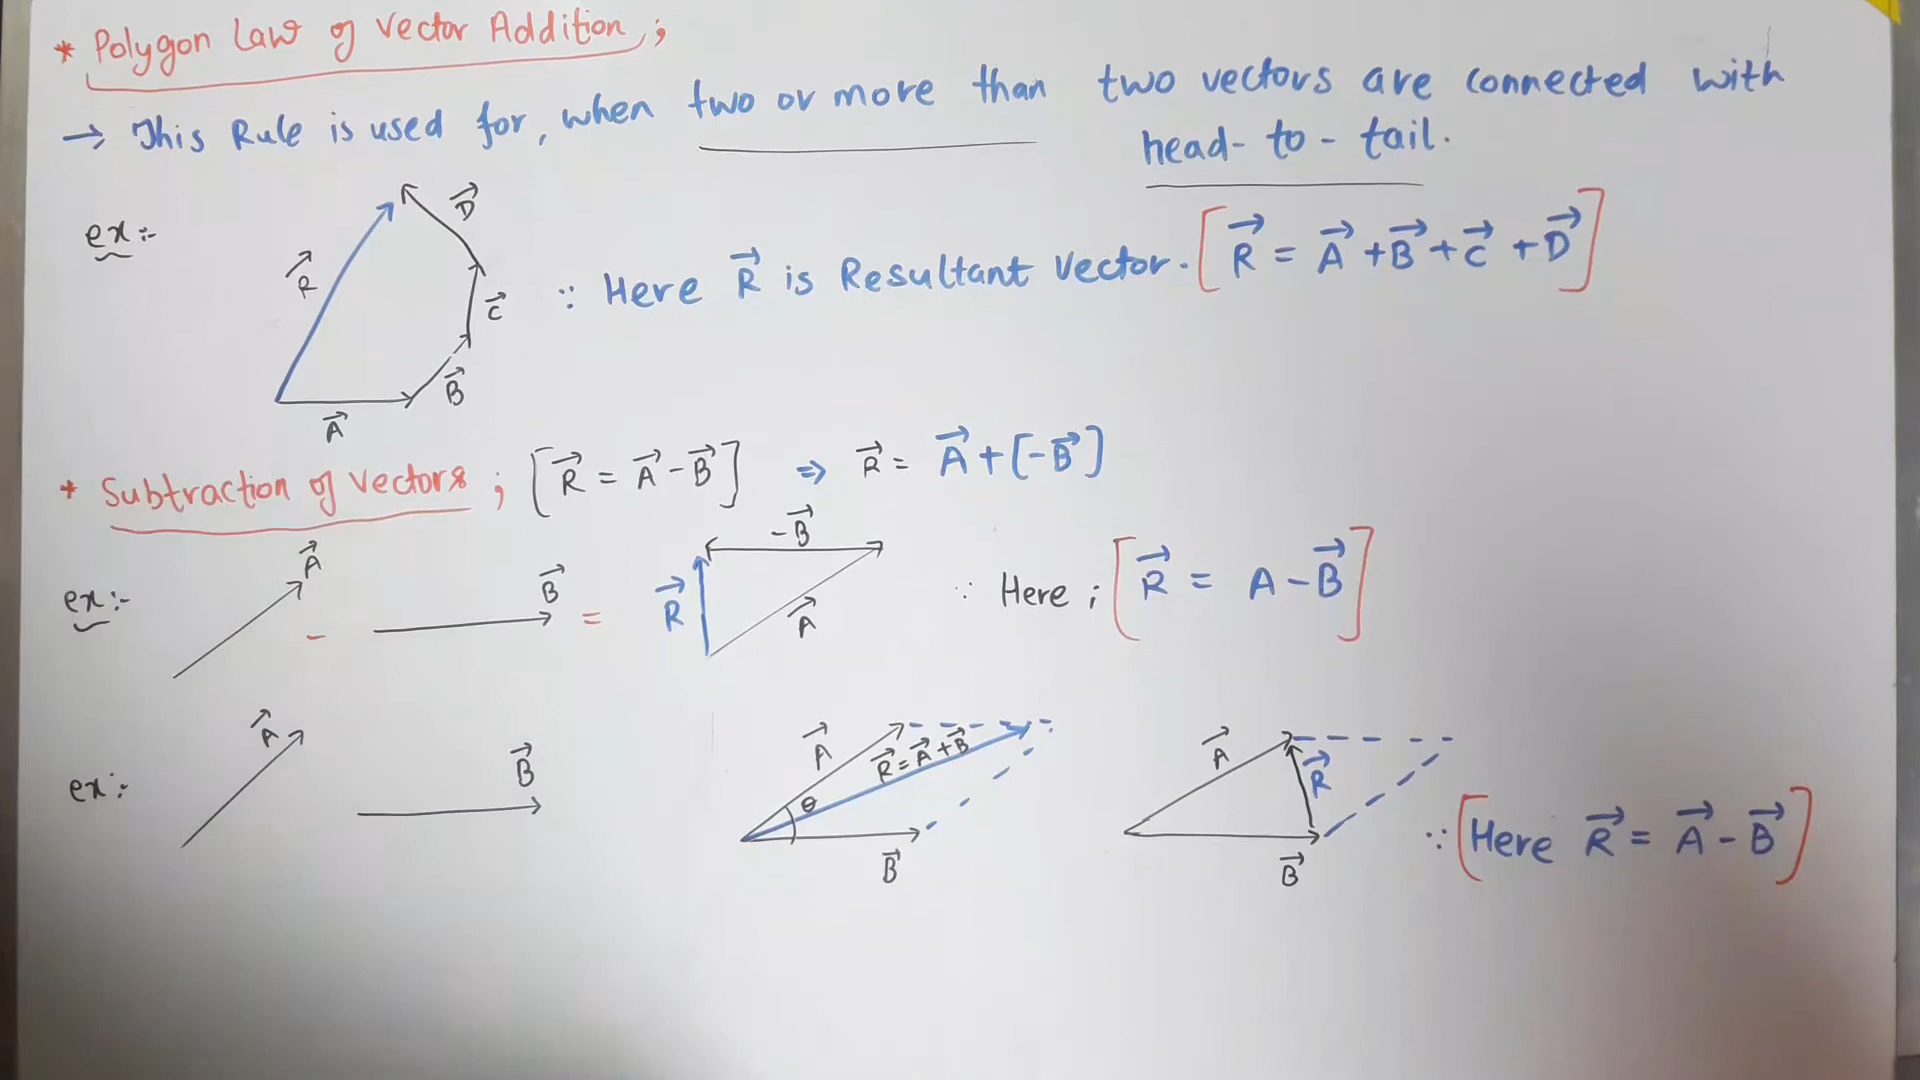 * Polygon Law of Vector Addition ;
→ This Rule is used for, when two or more than two vectors are connected with
head-to-tail.
ex:-
R⃗
D⃗
C⃗
B⃗
A⃗
∵ Here R⃗ is Resultant Vector. [R⃗ = A⃗ + B⃗ + C⃗ + D⃗]
* Subtraction of Vectors ; [R⃗ = A⃗ - B⃗] ⇒ R⃗ = A⃗ + [-B⃗]
ex:- A⃗ - B⃗ = R⃗ -B⃗ A⃗ ∵ Here ; [R⃗ = A - B⃗]
ex:- A⃗ B⃗
A⃗ R⃗ = A⃗ + B⃗ θ B⃗
A⃗ R⃗ B⃗ ∵ [Here R⃗ = A⃗ - B⃗]